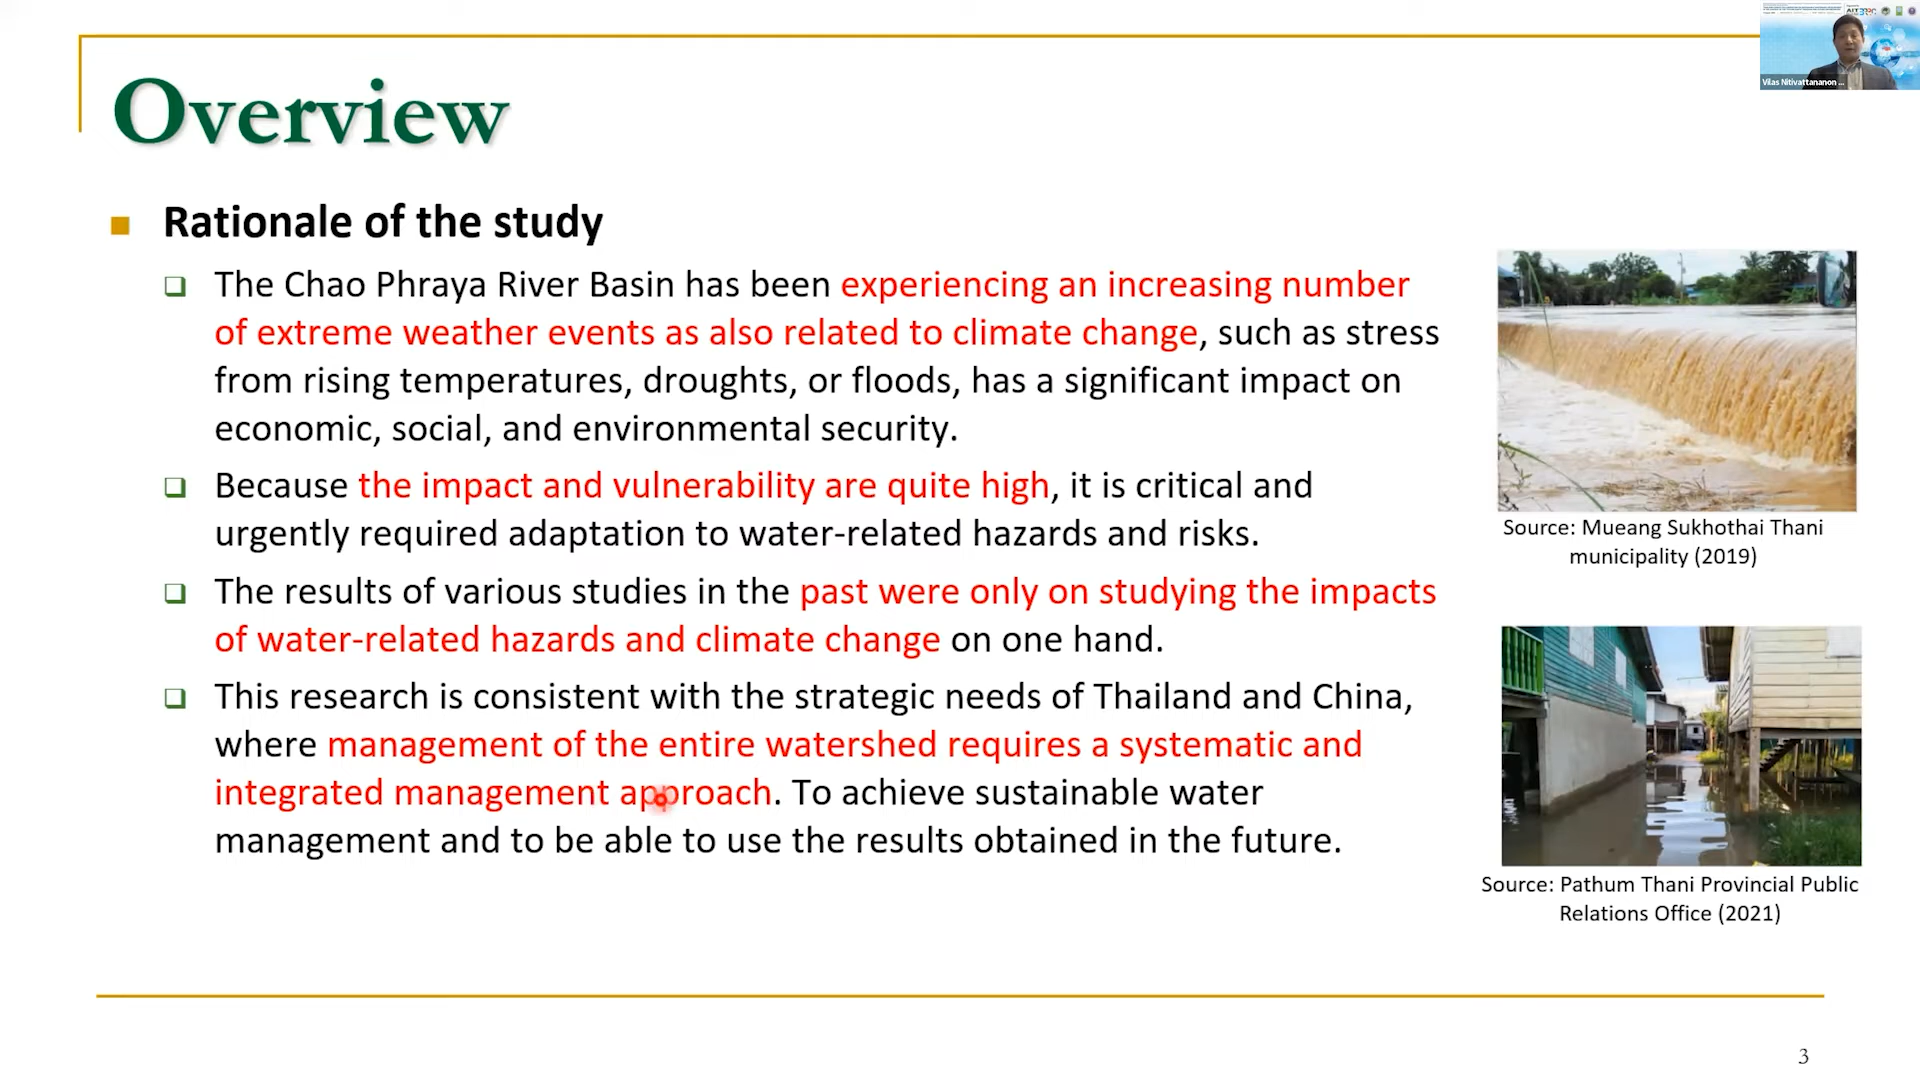 Overview
Rationale of the study
The Chao Phraya River Basin has been experiencing an increasing number
of extreme weather events as also related to climate change, such as stress
from rising temperatures, droughts, or floods, has a significant impact on
economic, social, and environmental security.
Because the impact and vulnerability are quite high, it is critical and
urgently required adaptation to water-related hazards and risks.
The results of various studies in the past were only on studying the impacts
of water-related hazards and climate change on one hand.
This research is consistent with the strategic needs of Thailand and China,
where management of the entire watershed requires a systematic and
integrated management approach. To achieve sustainable water
management and to be able to use the results obtained in the future.
Source: Mueang Sukhothai Thani
municipality (2019)
Source: Pathum Thani Provincial Public
Relations Office (2021)
Vilas Nitivattananon ...
3